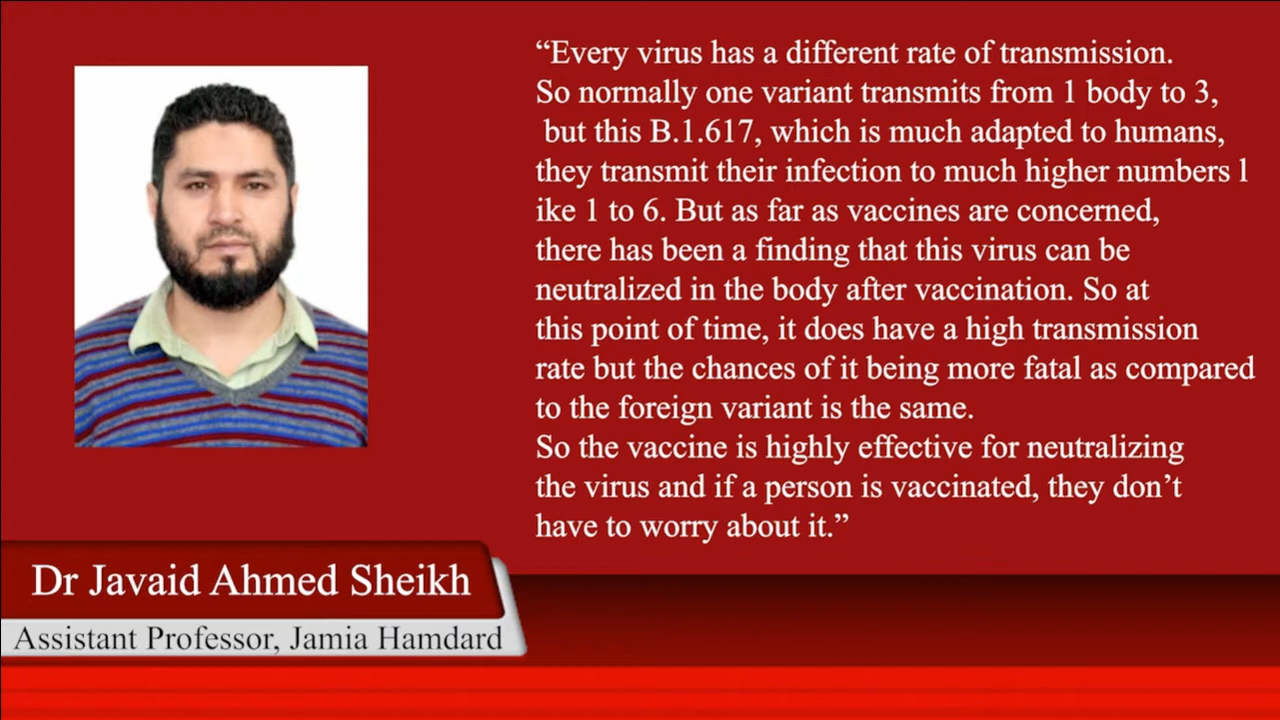 “Every virus has a different rate of transmission.
So normally one variant transmits from 1 body to 3,
but this B.1.617, which is much adapted to humans,
they transmit their infection to much higher numbers l
ike 1 to 6. But as far as vaccines are concerned,
there has been a finding that this virus can be
neutralized in the body after vaccination. So at
this point of time, it does have a high transmission
rate but the chances of it being more fatal as compared
to the foreign variant is the same.
So the vaccine is highly effective for neutralizing
the virus and if a person is vaccinated, they don’t
have to worry about it.”
Dr Javaid Ahmed Sheikh
Assistant Professor, Jamia Hamdard